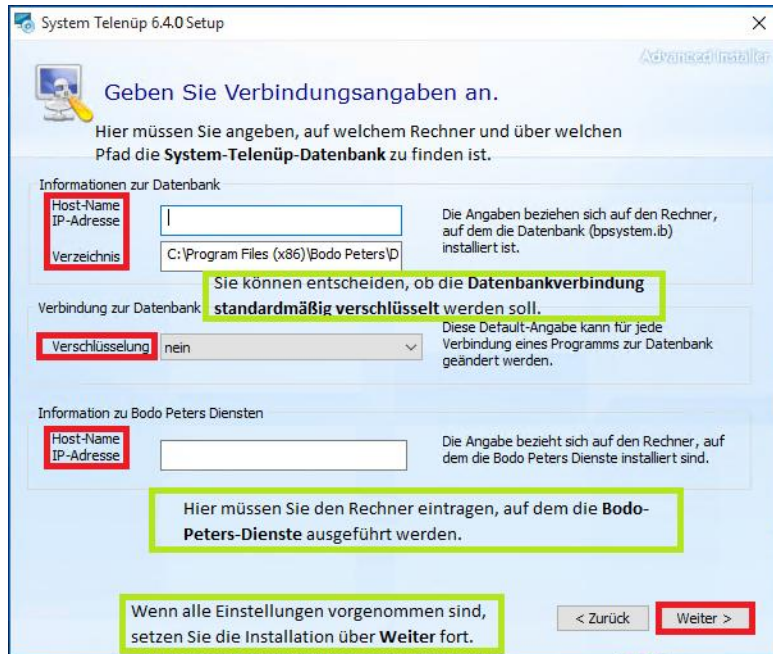 System Telenüp 6.4.0 Setup
Advanced Installer
Geben Sie Verbindungsangaben an.
Hier müssen Sie angeben, auf welchem Rechner und über welchen
Pfad die System-Telenüp-Datenbank zu finden ist.
Informationen zur Datenbank
Host-Name
IP-Adresse
Verzeichnis
C:\Program Files (x86)\Bodo Peters\D
Die Angaben beziehen sich auf den Rechner,
auf dem die Datenbank (bpsystem.ib)
installiert ist.
Sie können entscheiden, ob die Datenbankverbindung
standardmäßig verschlüsselt werden soll.
Verbindung zur Datenbank
Verschlüsselung
nein
Diese Default-Angabe kann für jede
Verbindung eines Programms zur Datenbank
geändert werden.
Information zu Bodo Peters Diensten
Host-Name
IP-Adresse
Die Angabe bezieht sich auf den Rechner, auf
dem die Bodo Peters Dienste installiert sind.
Hier müssen Sie den Rechner eintragen, auf dem die Bodo-
Peters-Dienste ausgeführt werden.
Wenn alle Einstellungen vorgenommen sind,
setzen Sie die Installation über Weiter fort.
< Zurück
Weiter >